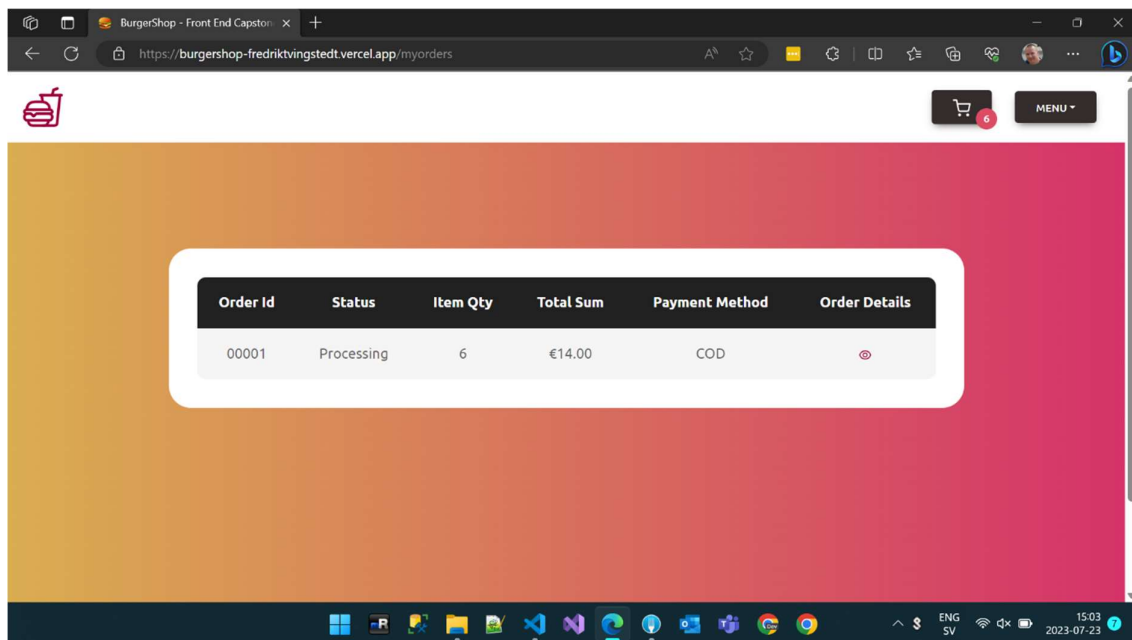 BurgerShop - Front End Capston
https://burgershop-fredriktvingstedt.vercel.app/myorders
6
MENU
Order Id Status Item Qty Total Sum Payment Method Order Details
00001 Processing 6 €14.00 COD
ENG 15:03
SV 2023-07-23 7